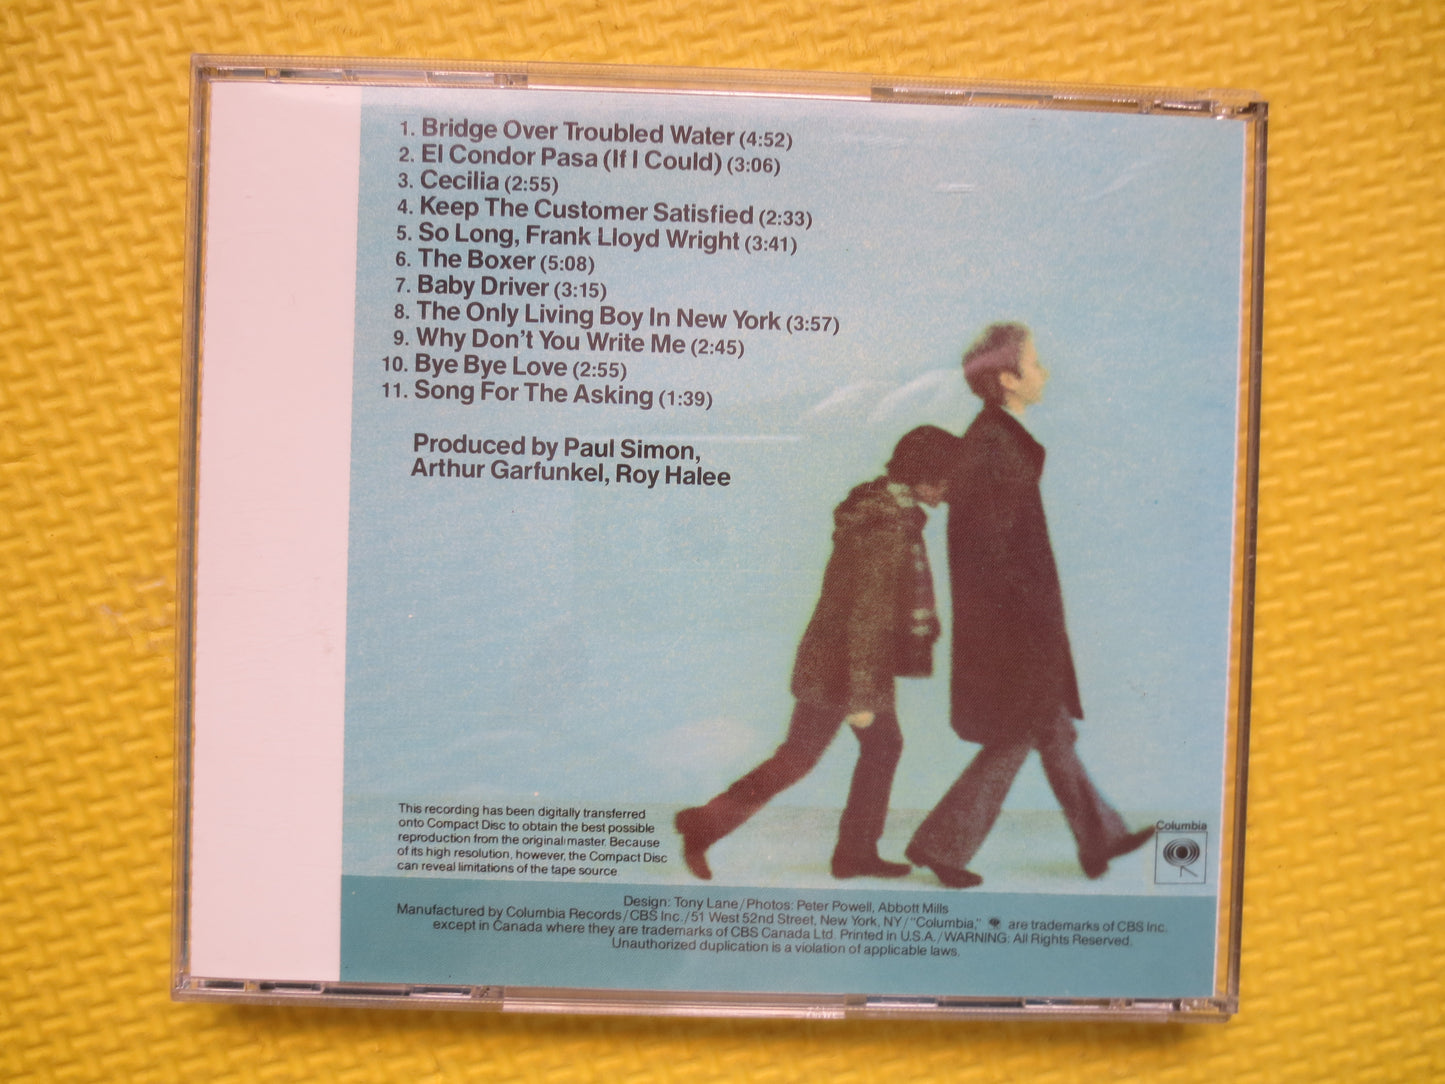 1. Bridge Over Troubled Water (4:52)
2. El Condor Pasa (If I Could) (3:06)
3. Cecilia (2:55)
4. Keep The Customer Satisfied (2:33)
5. So Long, Frank Lloyd Wright (3:41)
6. The Boxer (5:08)
7. Baby Driver (3:15)
8. The Only Living Boy In New York (3:57)
9. Why Don't You Write Me (2:45)
10. Bye Bye Love (2:55)
11. Song For The Asking (1:39)
Produced by Paul Simon,
Arthur Garfunkel, Roy Halee
This recording has been digitally transferred
onto Compact Disc to obtain the best possible
reproduction from the original master. Because
of its high resolution, however, the Compact Disc
can reveal limitations of the tape source
Columbia
Design: Tony Lane/Photos: Peter Powell, Abbott Mills
Manufactured by Columbia Records/CBS Inc./51 West 52nd Street, New York, NY/"Columbia," are trademarks of CBS Inc.
except in Canada where they are trademarks of CBS Canada Ltd. Printed in U.S.A./WARNING: All Rights Reserved.
Unauthorized duplication is a violation of applicable laws.